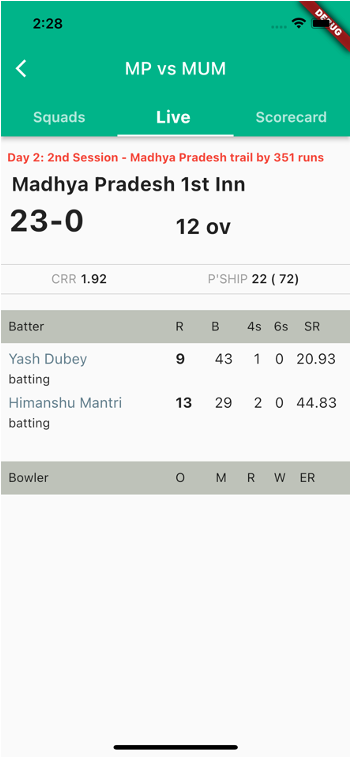 2:28
DEBUG
MP vs MUM
Squads Live Scorecard
Day 2: 2nd Session - Madhya Pradesh trail by 351 runs
Madhya Pradesh 1st Inn
23-0 12 ov
CRR 1.92 P'SHIP 22 ( 72)
Batter R B 4s 6s SR
Yash Dubey 9 43 1 0 20.93
batting
Himanshu Mantri 13 29 2 0 44.83
batting
Bowler O M R W ER